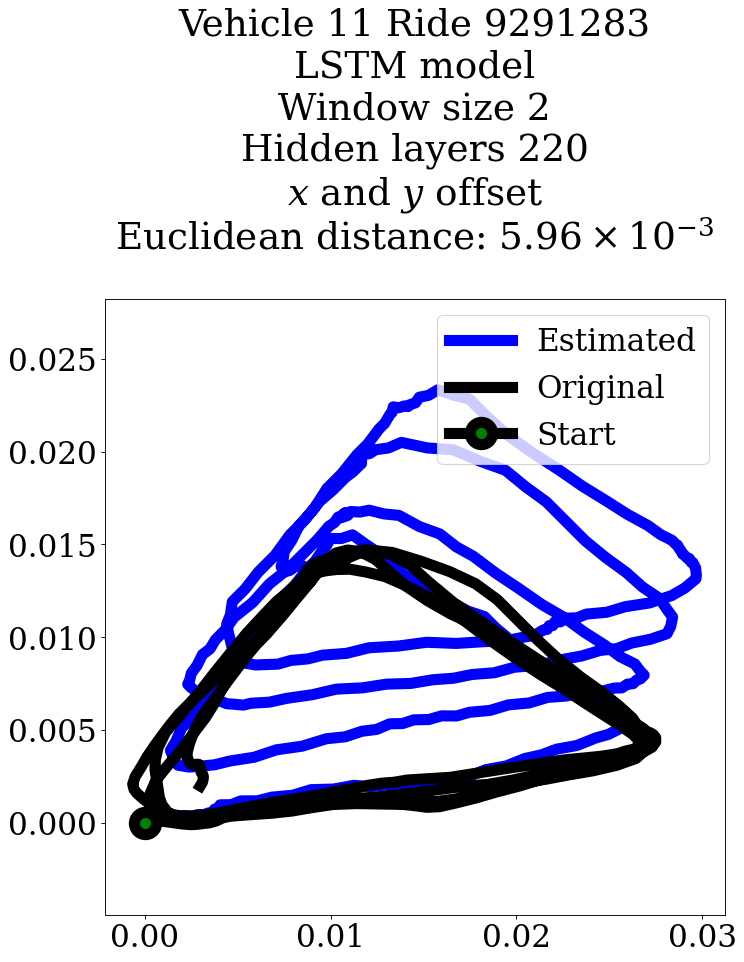 Vehicle 11 Ride 9291283
LSTM model
Window size 2
Hidden layers 220
x and y offset
Euclidean distance: 5.96 × 10⁻³
Estimated
Original
Start
0.025
0.020
0.015
0.010
0.005
0.000
0.00 0.01 0.02 0.03